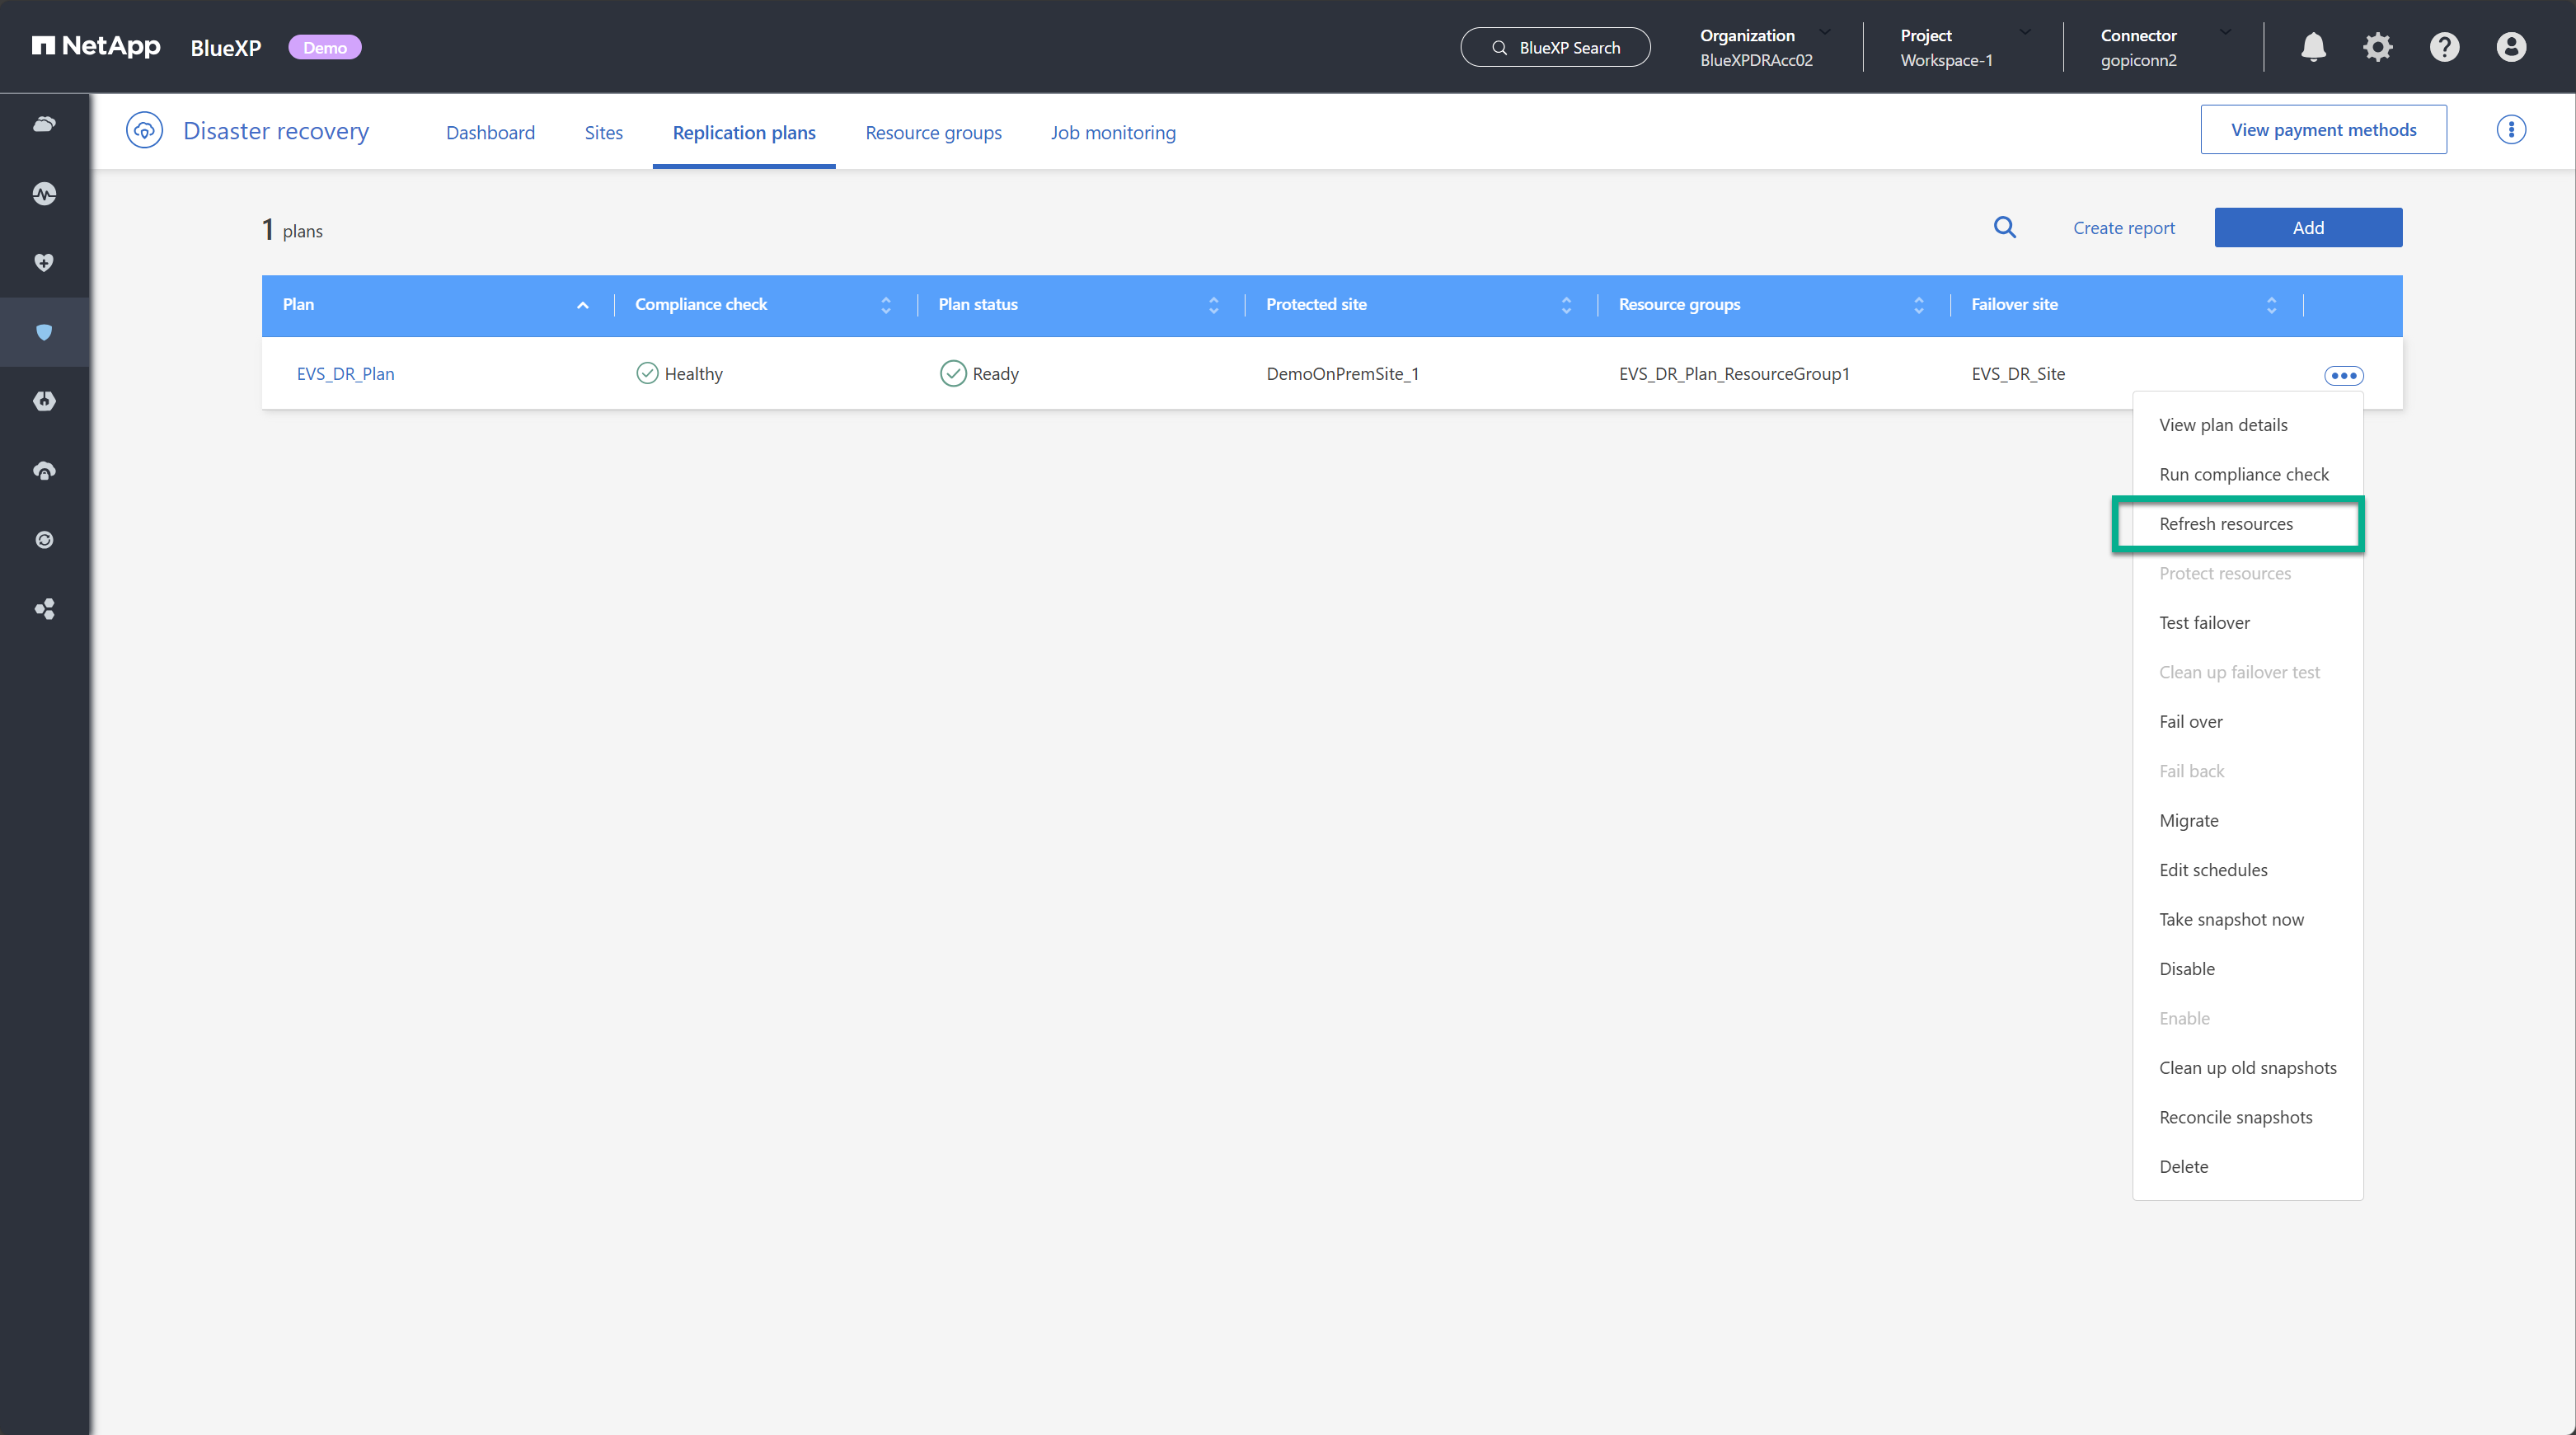 NetApp BlueXP Demo
BlueXP Search
Organization
BlueXPDRAcc02
Project
Workspace-1
Connector
gopiconn2
Disaster recovery
Dashboard
Sites
Replication plans
Resource groups
Job monitoring
View payment methods
1 plans
Create report
Add
Plan
Compliance check
Plan status
Protected site
Resource groups
Failover site
EVS_DR_Plan
Healthy
Ready
DemoOnPremSite_1
EVS_DR_Plan_ResourceGroup1
EVS_DR_Site
View plan details
Run compliance check
Refresh resources
Protect resources
Test failover
Clean up failover test
Fail over
Fail back
Migrate
Edit schedules
Take snapshot now
Disable
Enable
Clean up old snapshots
Reconcile snapshots
Delete